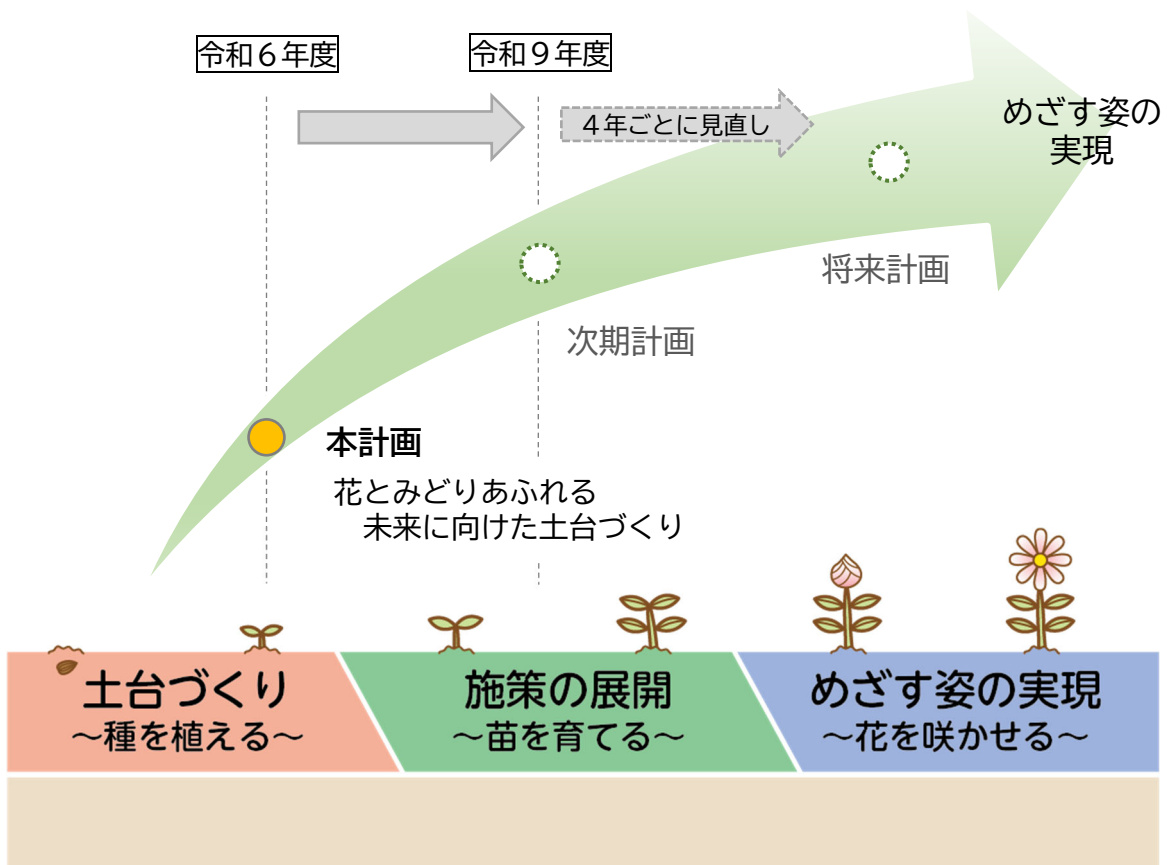 令和６年度
令和９年度
４年ごとに見直し
めざす姿の
実現
将来計画
次期計画
本計画
花とみどりあふれる
未来に向けた土台づくり
土台づくり
～種を植える～
施策の展開
～苗を育てる～
めざす姿の実現
～花を咲かせる～